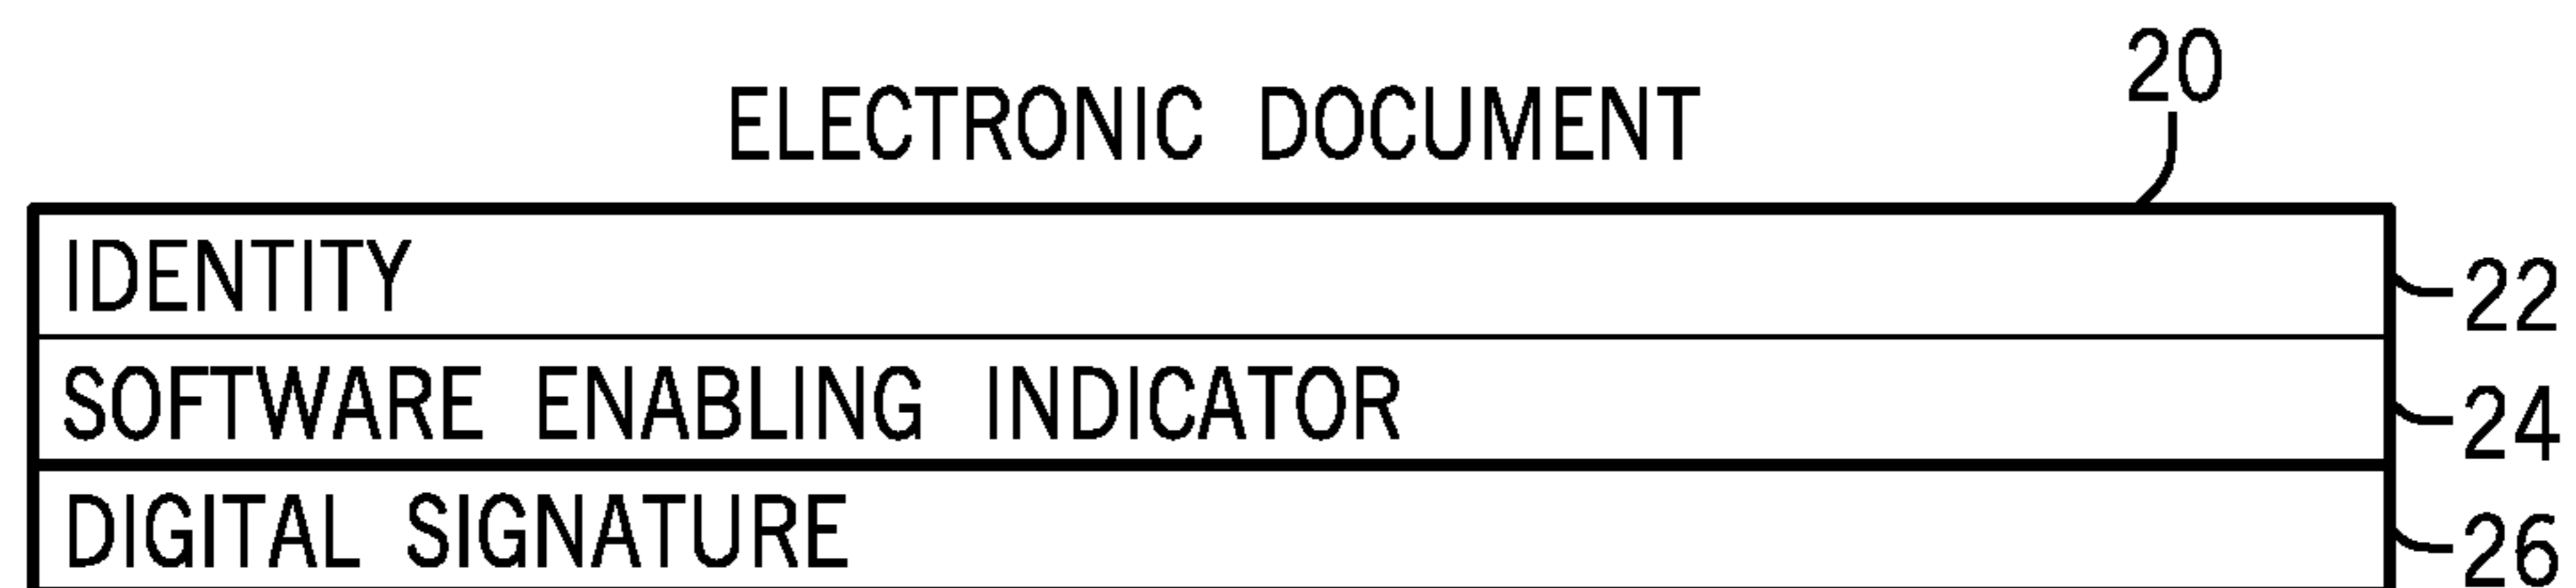 20
ELECTRONIC DOCUMENT
IDENTITY 22
SOFTWARE ENABLING INDICATOR 24
DIGITAL SIGNATURE 26